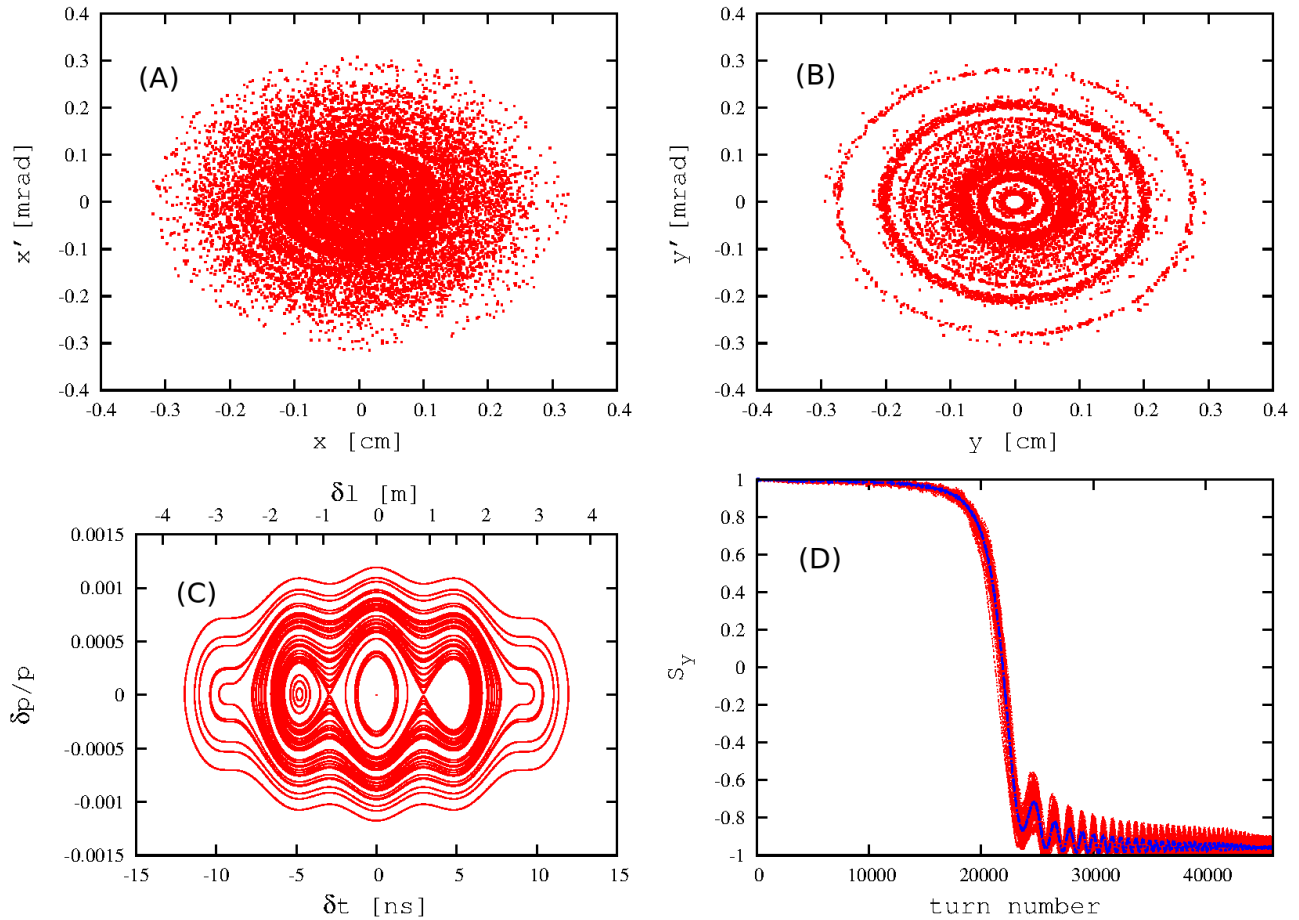 0.4
0.3
0.2
0.1
0
-0.1
-0.2
-0.3
-0.4
x′ [mrad]
(A)
-0.4 -0.3 -0.2 -0.1 0 0.1 0.2 0.3 0.4
x [cm]
0.4
0.3
0.2
0.1
0
-0.1
-0.2
-0.3
-0.4
y′ [mrad]
(B)
-0.4 -0.3 -0.2 -0.1 0 0.1 0.2 0.3 0.4
y [cm]
δl [m]
-4 -3 -2 -1 0 1 2 3 4
0.0015
0.001
0.0005
0
-0.0005
-0.001
-0.0015
δp/p
(C)
-15 -10 -5 0 5 10 15
δt [ns]
1
0.8
0.6
0.4
0.2
0
-0.2
-0.4
-0.6
-0.8
-1
S_y
(D)
0 10000 20000 30000 40000
turn number